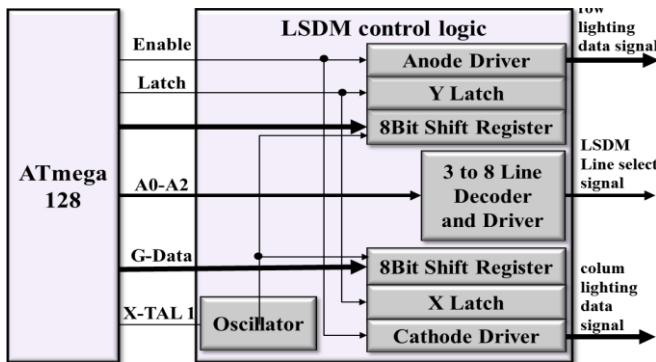 LSDM control logic
row
lighting
data signal
Enable
Anode Driver
Latch
Y Latch
8Bit Shift Register
ATmega
128
A0-A2
3 to 8 Line
Decoder
and Driver
LSDM
Line select
signal
G-Data
8Bit Shift Register
X Latch
X-TAL 1
Oscillator
Cathode Driver
colum
lighting
data
signal